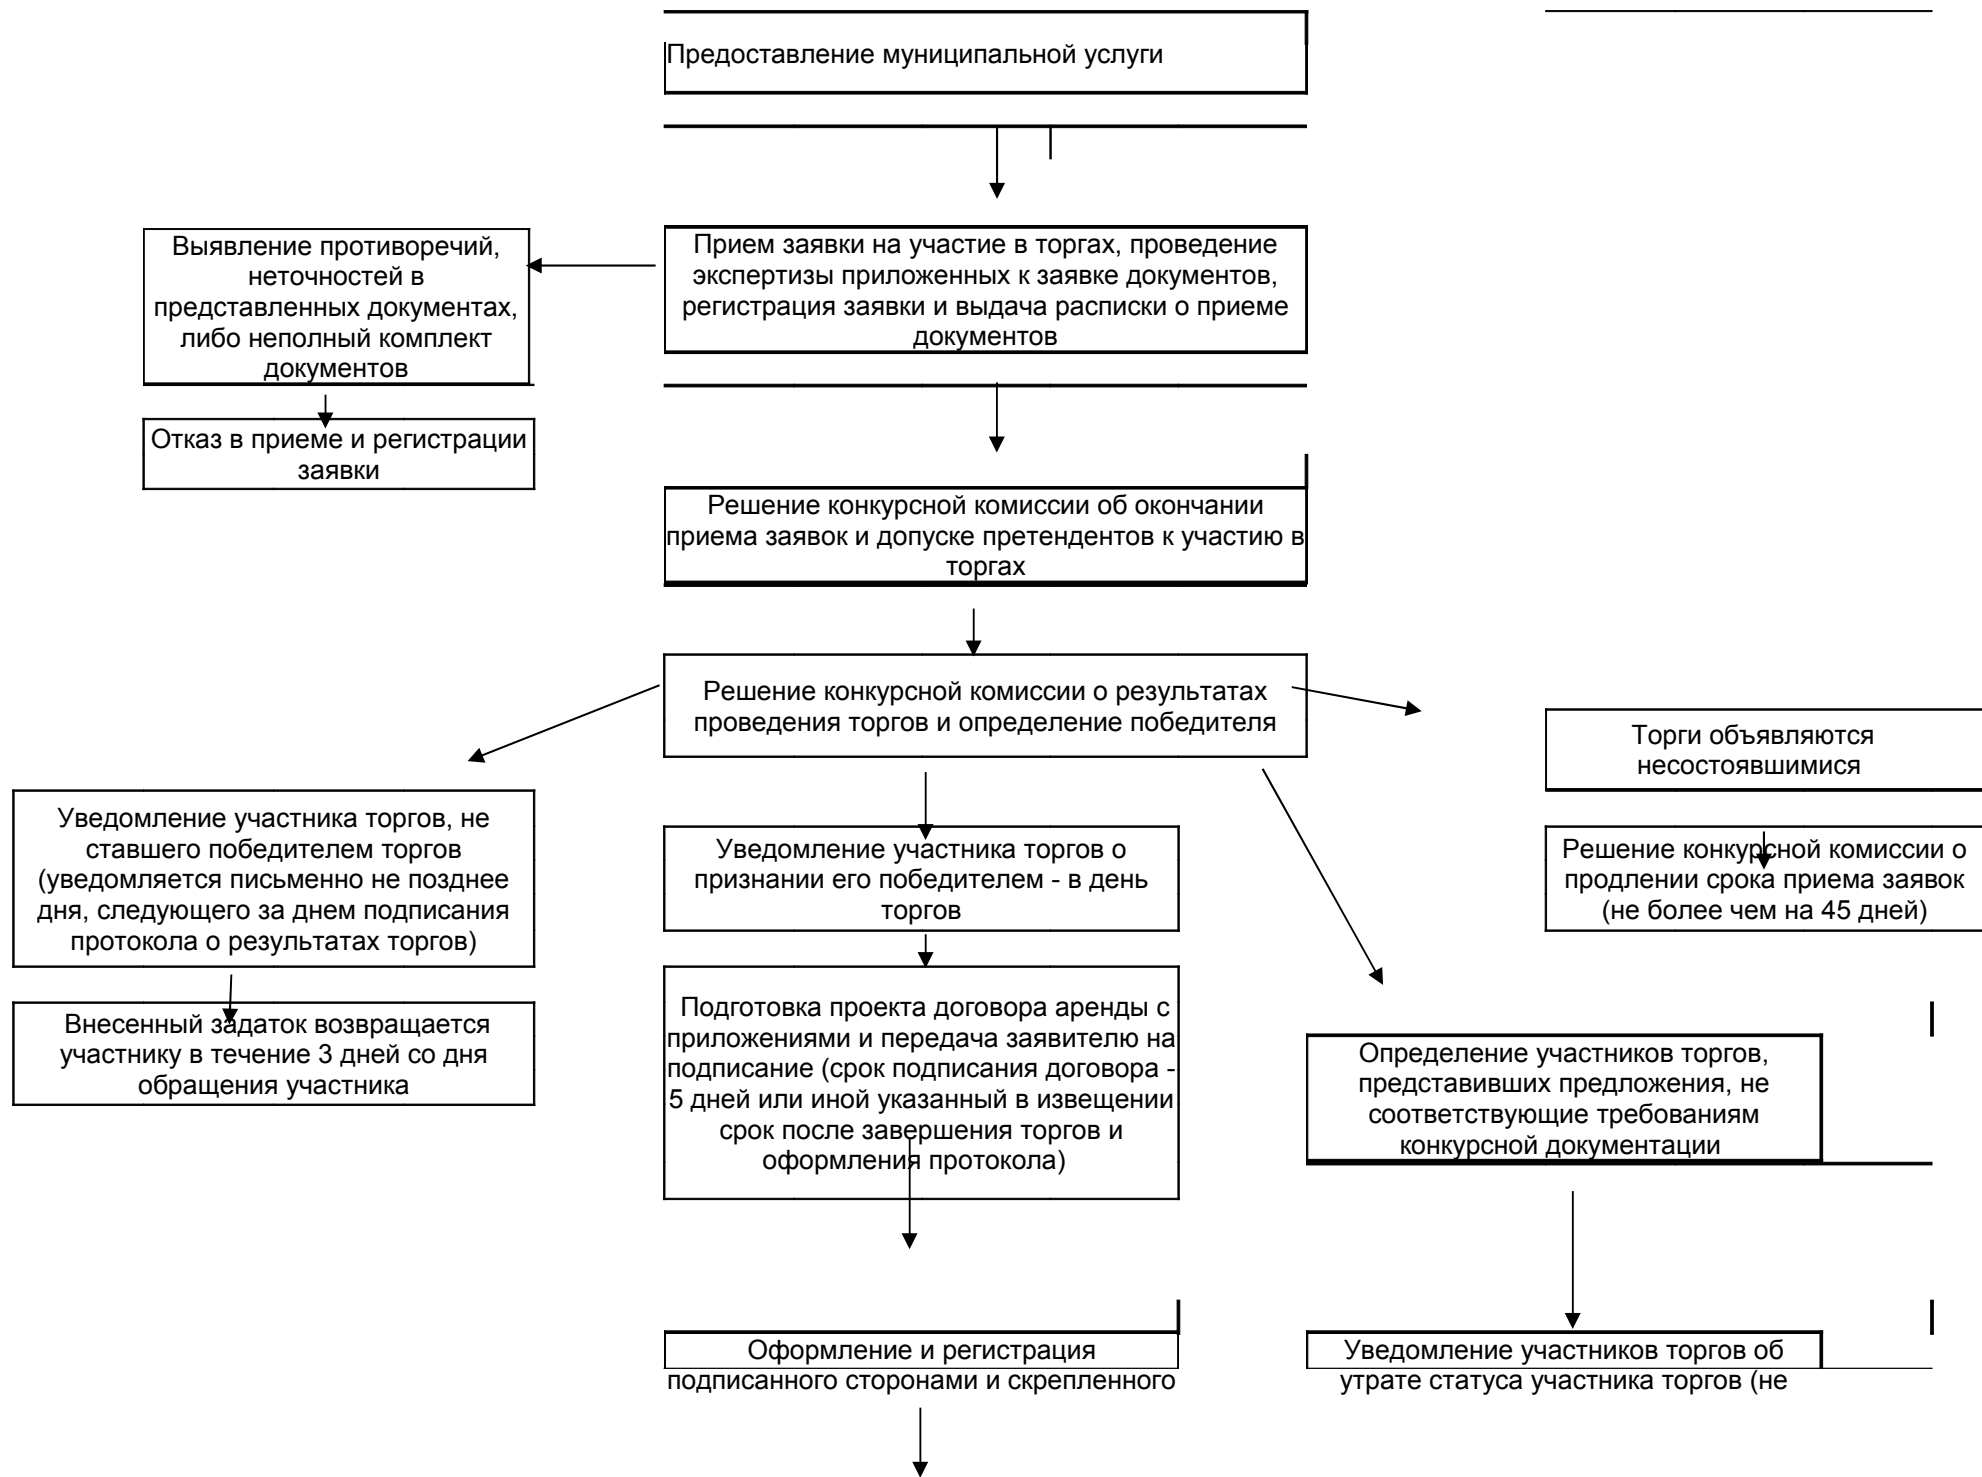 Предоставление муниципальной услуги
Выявление противоречий,
неточностей в
представленных документах,
либо неполный комплект
документов
Прием заявки на участие в торгах, проведение
экспертизы приложенных к заявке документов,
регистрация заявки и выдача расписки о приеме
документов
Отказ в приеме и регистрации
заявки
Решение конкурсной комиссии об окончании
приема заявок и допуске претендентов к участию в
торгах
Решение конкурсной комиссии о результатах
проведения торгов и определение победителя
Торги объявляются
несостоявшимися
Уведомление участника торгов, не
ставшего победителем торгов
(уведомляется письменно не позднее
дня, следующего за днем подписания
протокола о результатах торгов)
Уведомление участника торгов о
признании его победителем - в день
торгов
Решение конкурсной комиссии о
продлении срока приема заявок
(не более чем на 45 дней)
Внесенный задаток возвращается
участнику в течение 3 дней со дня
обращения участника
Подготовка проекта договора аренды с
приложениями и передача заявителю на
подписание (срок подписания договора -
5 дней или иной указанный в извещении
срок после завершения торгов и
оформления протокола)
Определение участников торгов,
представивших предложения, не
соответствующие требованиям
конкурсной документации
Оформление и регистрация
подписанного сторонами и скрепленного
Уведомление участников торгов об
утрате статуса участника торгов (не